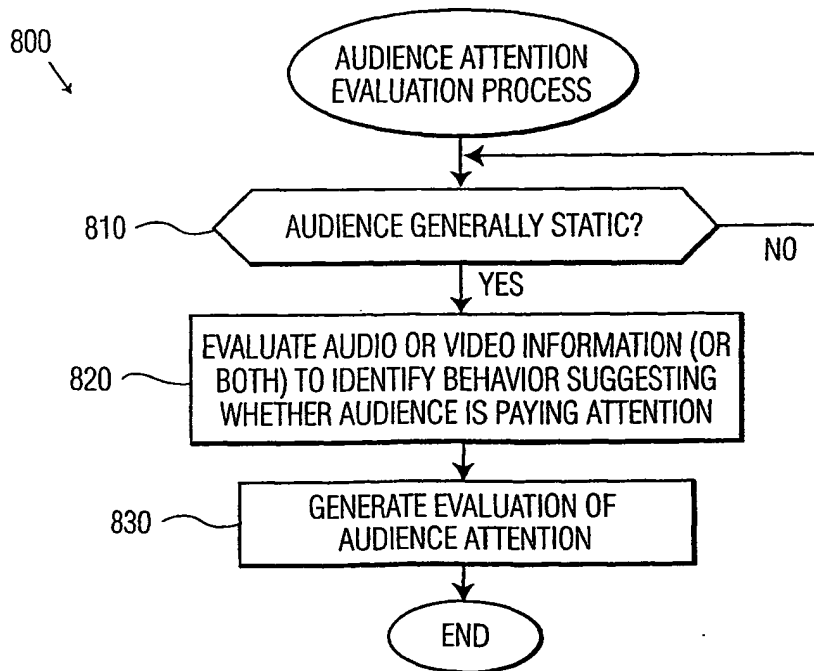 800
AUDIENCE ATTENTION
EVALUATION PROCESS
810
AUDIENCE GENERALLY STATIC?
NO
YES
820
EVALUATE AUDIO OR VIDEO INFORMATION (OR
BOTH) TO IDENTIFY BEHAVIOR SUGGESTING
WHETHER AUDIENCE IS PAYING ATTENTION
830
GENERATE EVALUATION OF
AUDIENCE ATTENTION
END